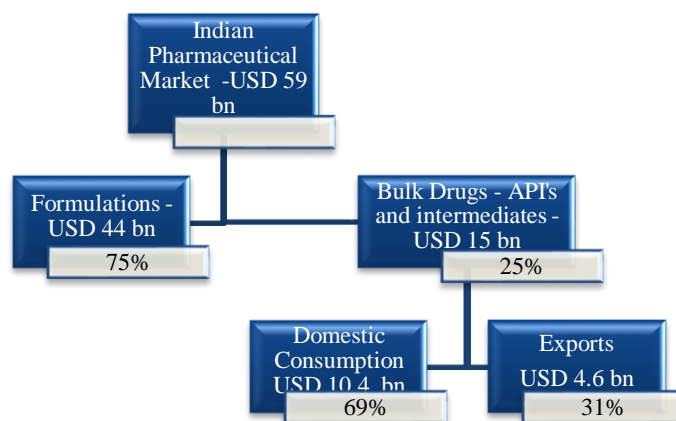 Indian
Pharmaceutical
Market -USD 59
bn
Formulations -
USD 44 bn
75%
Bulk Drugs - API's
and intermediates -
USD 15 bn
25%
Domestic
Consumption
USD 10.4 bn
69%
Exports
USD 4.6 bn
31%